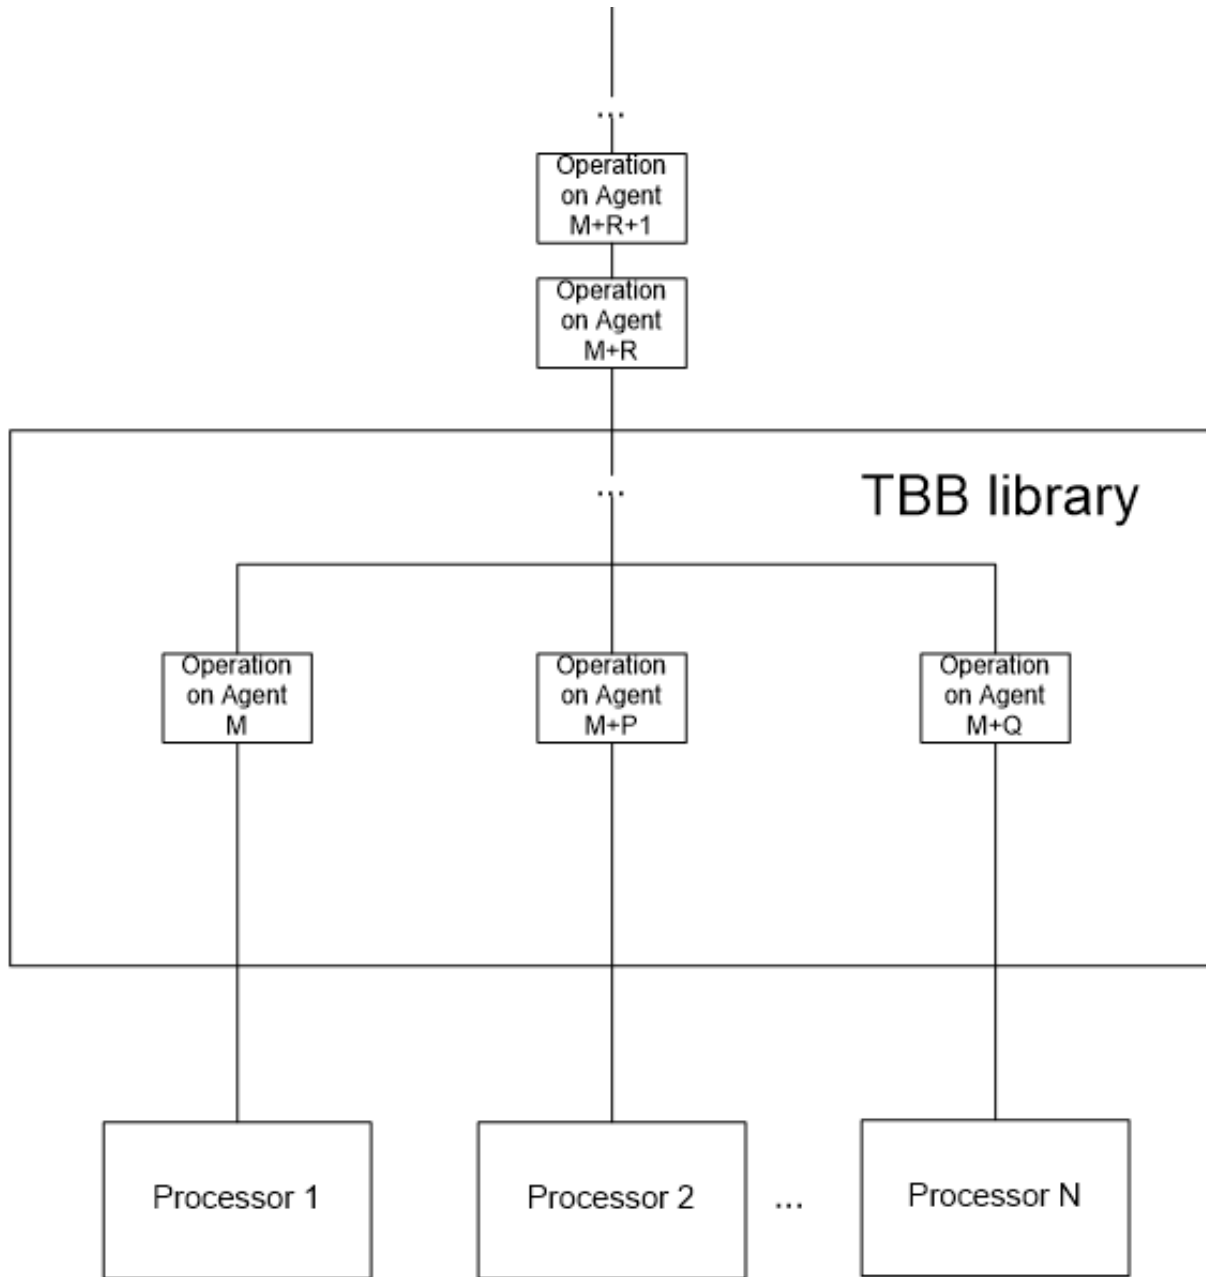 ...
Operation
on Agent
M+R+1
Operation
on Agent
M+R
TBB library
...
Operation
on Agent
M
Operation
on Agent
M+P
Operation
on Agent
M+Q
Processor 1
Processor 2
...
Processor N